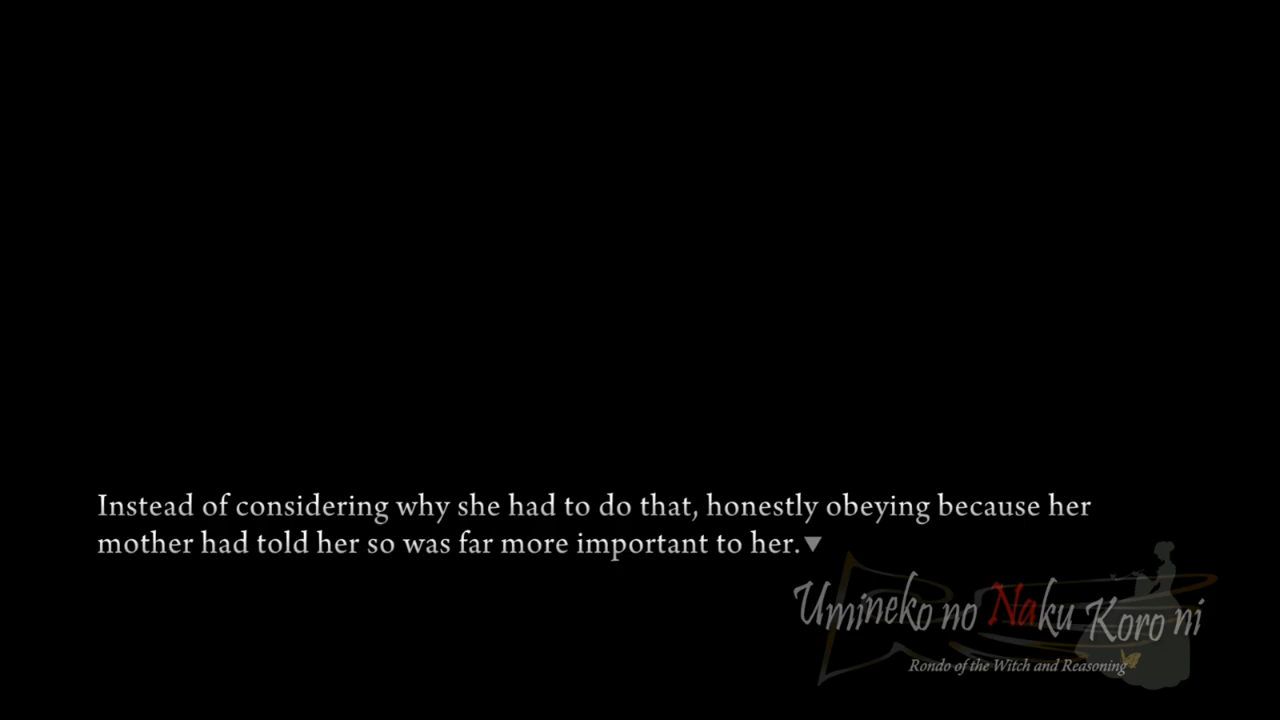 Instead of considering why she had to do that, honestly obeying because her
mother had told her so was far more important to her.
Umineko no Naku Koro ni
Rondo of the Witch and Reasoning